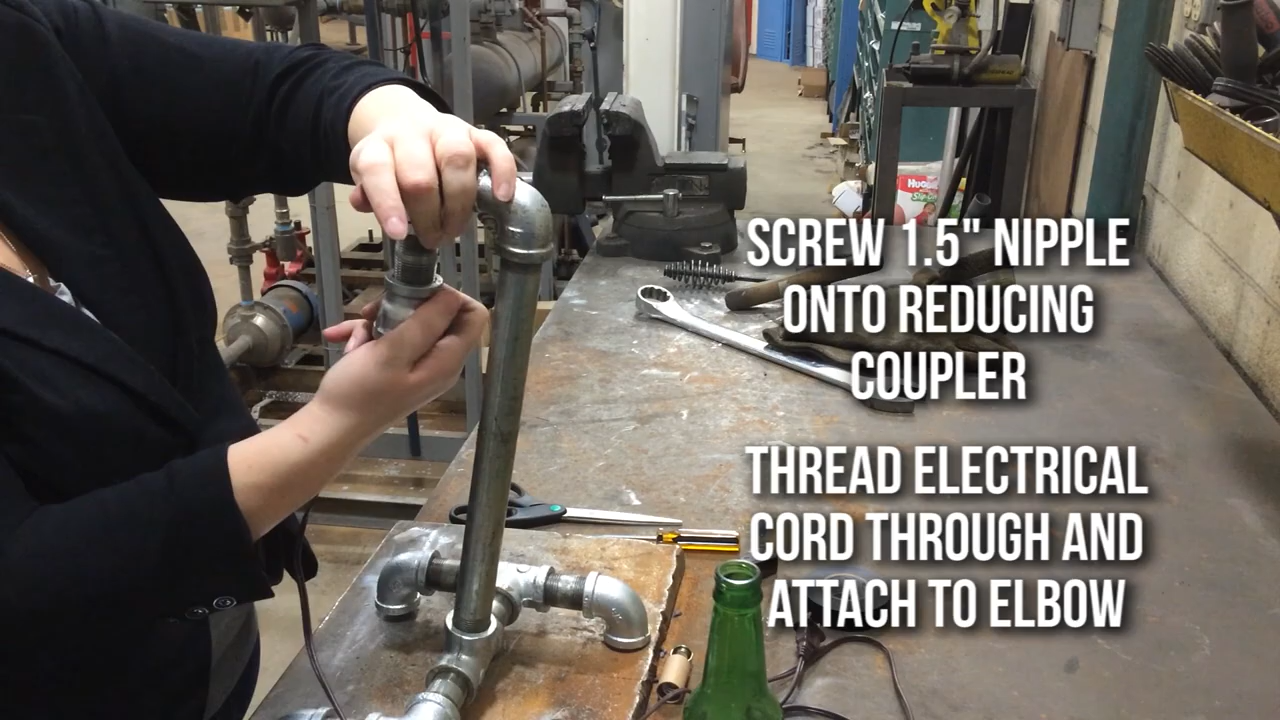 SCREW 1.5" NIPPLE
ONTO REDUCING
COUPLER
THREAD ELECTRICAL
CORD THROUGH AND
ATTACH TO ELBOW